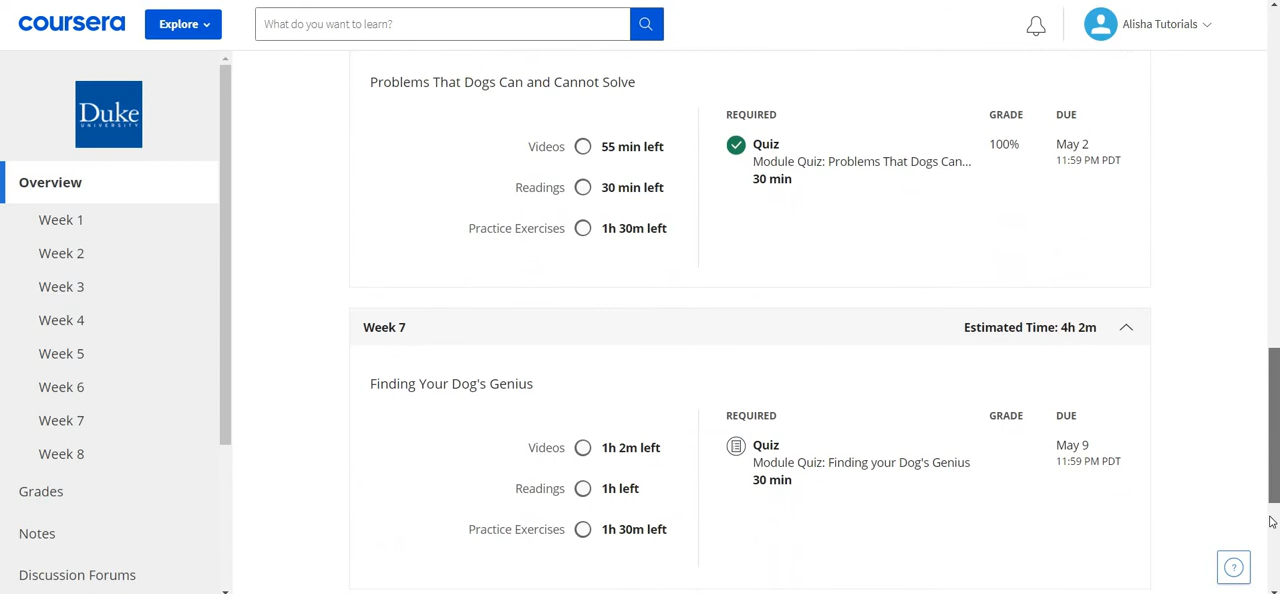 coursera
Explore
What do you want to learn?
Alisha Tutorials
Duke
UNIVERSITY
Overview
Week 1
Week 2
Week 3
Week 4
Week 5
Week 6
Week 7
Week 8
Grades
Notes
Discussion Forums
Problems That Dogs Can and Cannot Solve
Videos 55 min left
Readings 30 min left
Practice Exercises 1h 30m left
REQUIRED GRADE DUE
Quiz 100% May 2
Module Quiz: Problems That Dogs Can... 11:59 PM PDT
30 min
Week 7 Estimated Time: 4h 2m
Finding Your Dog's Genius
Videos 1h 2m left
Readings 1h left
Practice Exercises 1h 30m left
REQUIRED GRADE DUE
Quiz May 9
Module Quiz: Finding your Dog's Genius 11:59 PM PDT
30 min
?